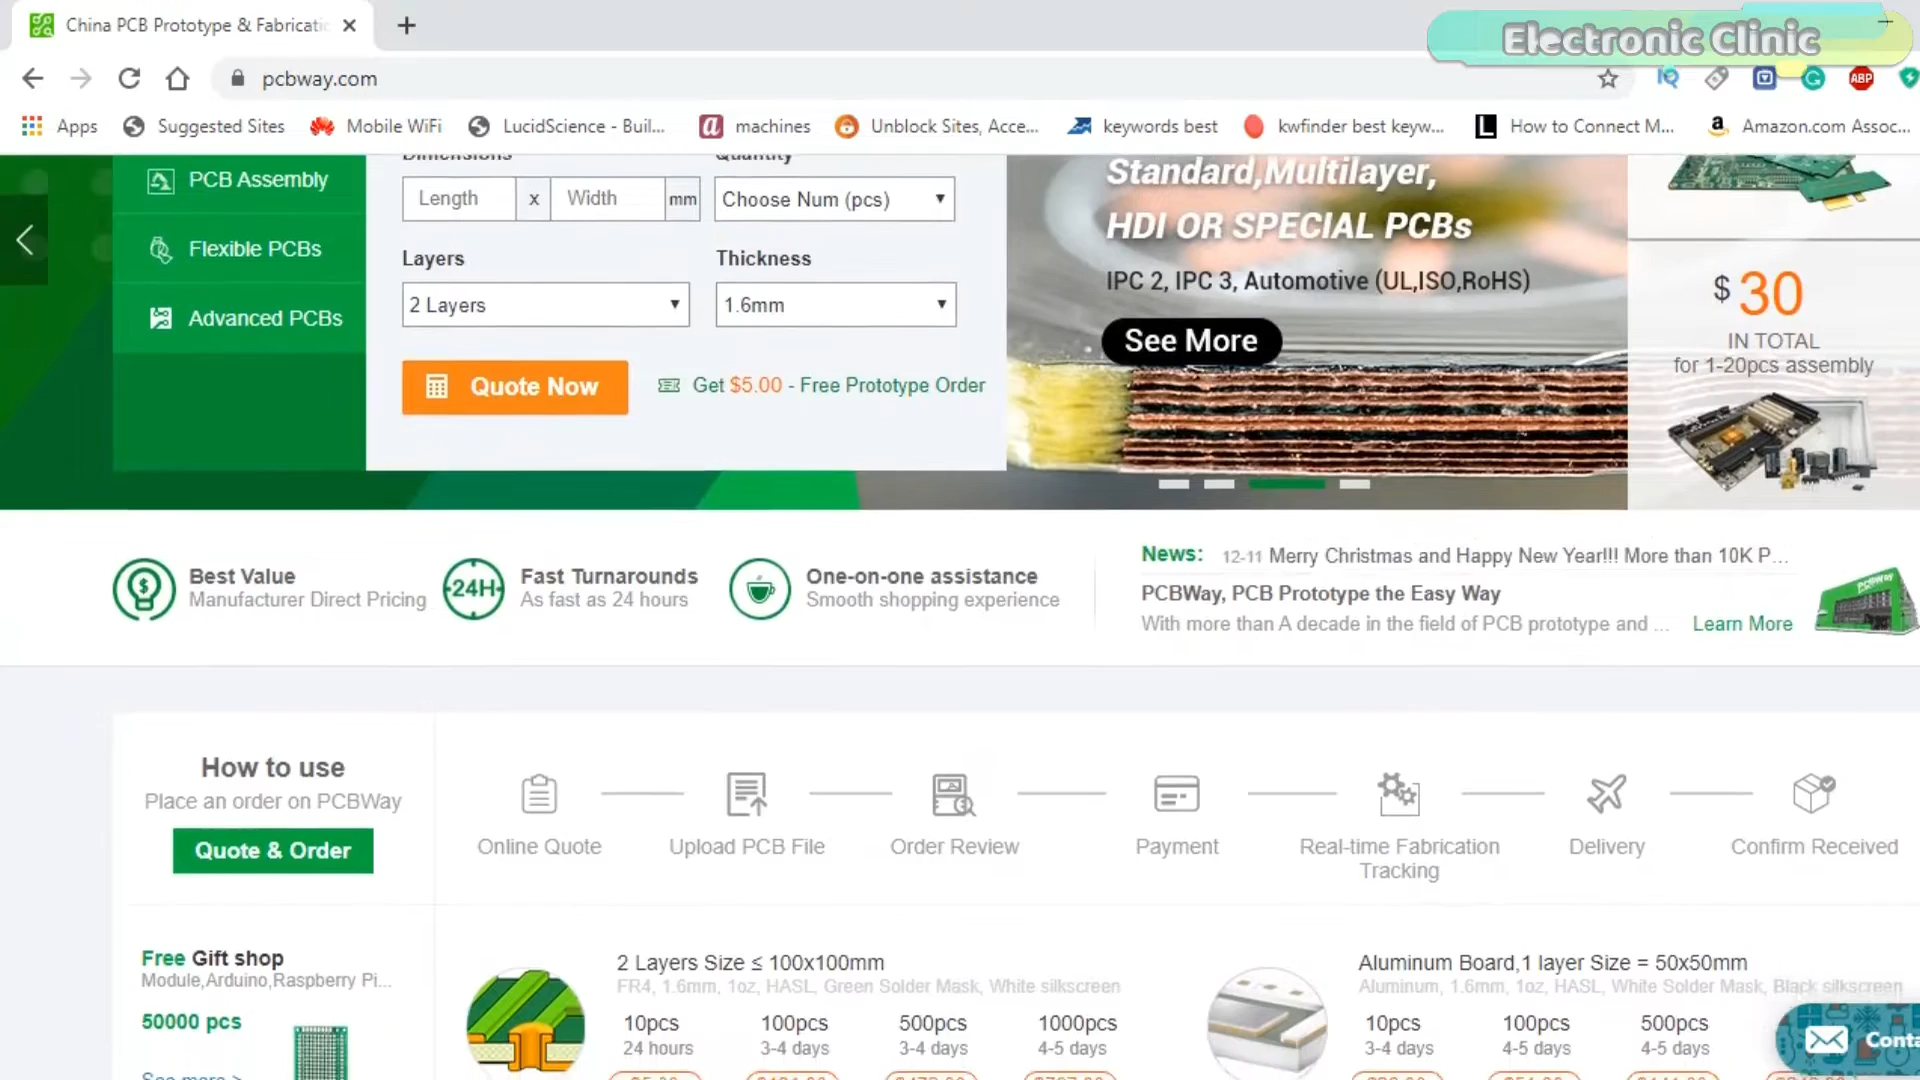 China PCB Prototype & Fabricatio
Electronic Clinic
pcbway.com
ABP
Apps
Suggested Sites
Mobile WiFi
LucidScience - Buil...
machines
Unblock Sites, Acce...
keywords best
kwfinder best keyw...
How to Connect M...
Amazon.com Assoc...
Dimensions
Quantity
PCB Assembly
Length x Width mm
Choose Num (pcs)
Flexible PCBs
Layers
Thickness
2 Layers
1.6mm
Advanced PCBs
Quote Now
Get $5.00 - Free Prototype Order
Standard,Multilayer,
HDI OR SPECIAL PCBs
IPC 2, IPC 3, Automotive (UL,ISO,RoHS)
See More
$ 30
IN TOTAL
for 1-20pcs assembly
Best Value
Manufacturer Direct Pricing
24H
Fast Turnarounds
As fast as 24 hours
One-on-one assistance
Smooth shopping experience
News: 12-11 Merry Christmas and Happy New Year!!! More than 10K P...
PCBWay, PCB Prototype the Easy Way
With more than A decade in the field of PCB prototype and ... Learn More
PCBWay
How to use
Place an order on PCBWay
Quote & Order
Online Quote
Upload PCB File
Order Review
Payment
Real-time Fabrication
Tracking
Delivery
Confirm Received
Free Gift shop
Module,Arduino,Raspberry Pi...
50000 pcs
See more >
2 Layers Size ≤ 100x100mm
FR4, 1.6mm, 1oz, HASL, Green Solder Mask, White silkscreen
10pcs 100pcs 500pcs 1000pcs
24 hours 3-4 days 3-4 days 4-5 days
Aluminum Board,1 layer Size = 50x50mm
Aluminum, 1.6mm, 1oz, HASL, White Solder Mask, Black silkscreen
10pcs 100pcs 500pcs
3-4 days 4-5 days 4-5 days
Conta